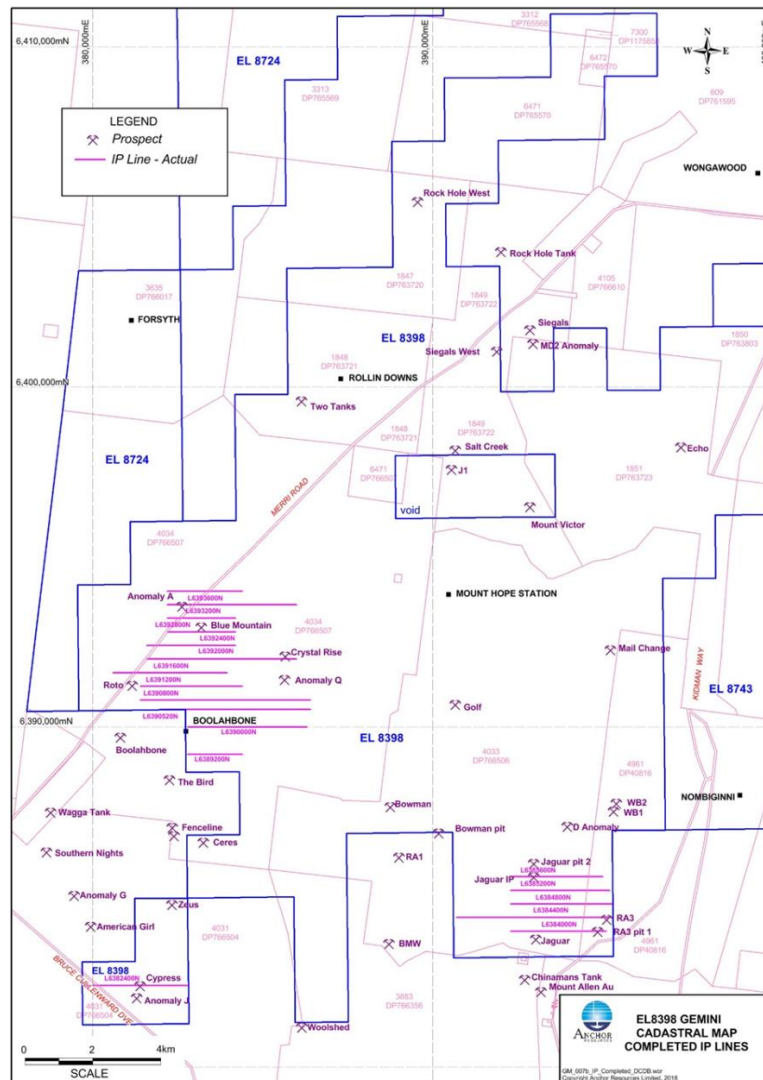 6,410,000mN
380,000mE
390,000mE
N
W E
S
EL 8724
3312
DP765568
7300
6472
DP765570
3313
DP765569
6471
DP765570
609
DP761595
LEGEND
Prospect
IP Line - Actual
WONGAWOOD
Rock Hole West
Rock Hole Tank
3635
DP766017
1847
DP763720
4105
DP766610
FORSYTH
1849
DP763722
EL 8398
Siegals
MD2 Anomaly
Siegals West
1850
DP763803
1848
DP763721
ROLLIN DOWNS
6,400,000mN
Two Tanks
1848
DP763721
1849
DP763722
Salt Creek
Echo
EL 8724
6471
J1
1851
DP763723
MERRI ROAD
void
Mount Victor
4034
DP766507
L6393600N
Anomaly A
L6393200N
MOUNT HOPE STATION
L6392800N
Blue Mountain
4034
DP766507
L6392400N
L6392000N
Crystal Rise
Mail Change
L6391600N
KIDMAN WAY
L6391200N
Anomaly Q
Roto
EL 8743
L6390800N
Golf
L6390520N
6,390,000mN
BOOLAHBONE
L6390000N
EL 8398
Boolahbone
4033
DP766506
L6389200N
4961
DP40816
The Bird
NOMBIGINNI
Wagga Tank
Bowman
WB2
WB1
Fenceline
Bowman pit
D Anomaly
Ceres
Southern Nights
RA1
Jaguar pit 2
L6385600N
Jaguar IP
L6385200N
Anomaly G
Zeus
L6384800N
L6384400N
American Girl
4031
DP766504
L6384000N
RA3
RA3 pit 1
BMW
Jaguar
4961
DP40816
EL 8398
BRUCE CULLENWARD DVE
L6382400N
Cypress
Chinamans Tank
Anomaly J
Mount Allen Au
4031
DP766504
3883
DP766356
Woolshed
0 2 4km
SCALE
ANCHOR
RESOURCES
EL8398 GEMINI
CADASTRAL MAP
COMPLETED IP LINES
GM_007b_IP_Completed_DCDB.wor
Copyright Anchor Resources Limited, 2018